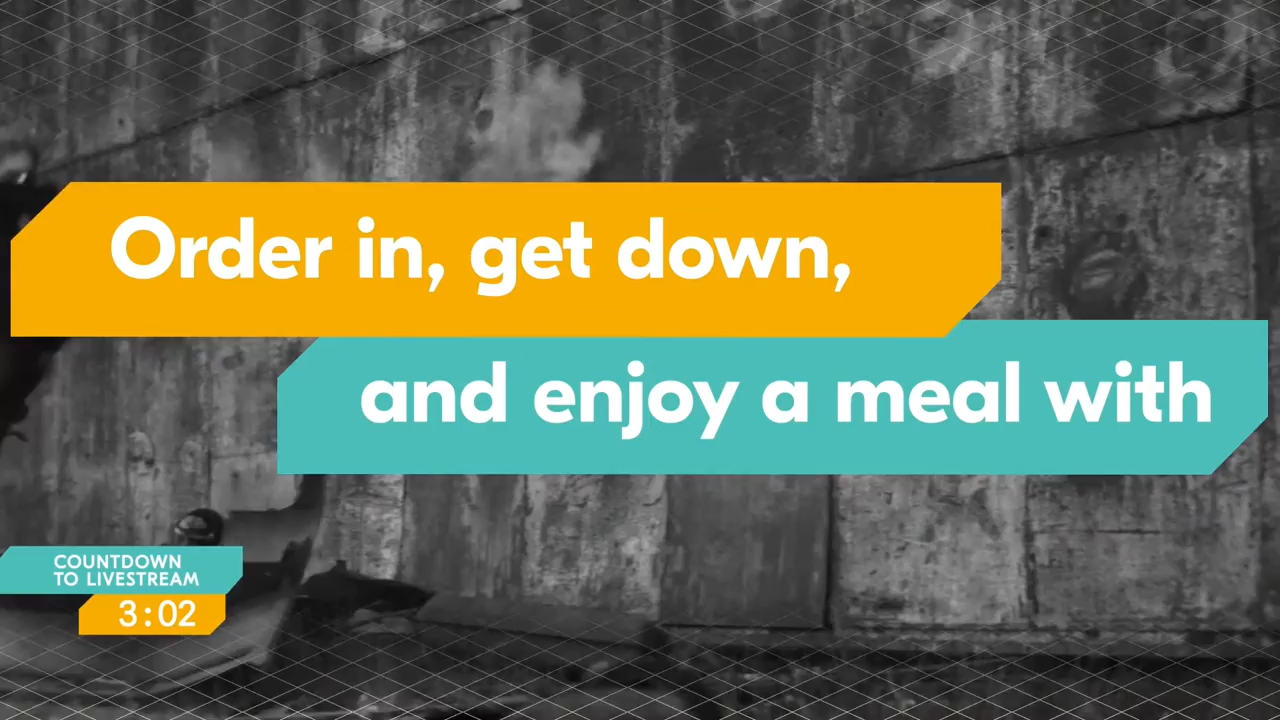 Order in, get down,
and enjoy a meal with
COUNTDOWN
TO LIVESTREAM
3:02